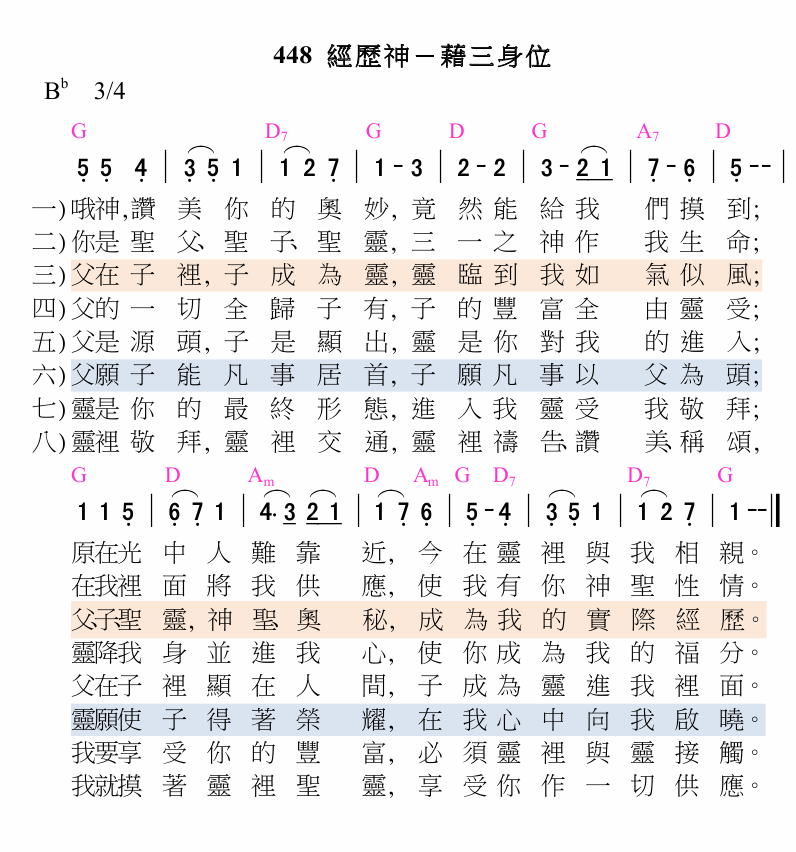 448 經歷神－藉三身位
Bb 3/4
G D7 G D G A7 D
5 5 4 | 3 5 1 | 1 2 7 | 1 - 3 | 2 - 2 | 3 - 2 1 | 7 - 6 | 5 - - |
一)哦神,讚美你的奧妙,竟然能給我們摸到;
二)你是聖父、聖子、聖靈,三一之神作我生命;
三)父在子裡,子成為靈,靈臨到我如氣似風;
四)父的一切全歸子有,子的豐富全由靈受;
五)父是源頭,子是顯出,靈是你對我的進入;
六)父願子能凡事居首,子願凡事以父為頭;
七)靈是你的最終形態,進入我靈受我敬拜;
八)靈裡敬拜,靈裡交通,靈裡禱告、讚美、稱頌,
G D Am D Am G D7 D7 G
1 1 5 | 6 7 1 | 4. 3 2 1 | 1 7 6 | 5 - 4 | 3 5 1 | 1 2 7 | 1 - - ||
原在光中人難靠近,今在靈裡與我相親。
在我裡面將我供應,使我有你神聖性情。
父、子、聖靈,神聖、奧秘,成為我的實際經歷。
靈降我身並進我心,使你成為我的福分。
父在子裡顯在人間,子成為靈進我裡面。
靈願使子得著榮耀,在我心中向我啟曉。
我要享受你的豐富,必須靈裡與靈接觸。
我就摸著靈裡聖靈,享受你作一切供應。